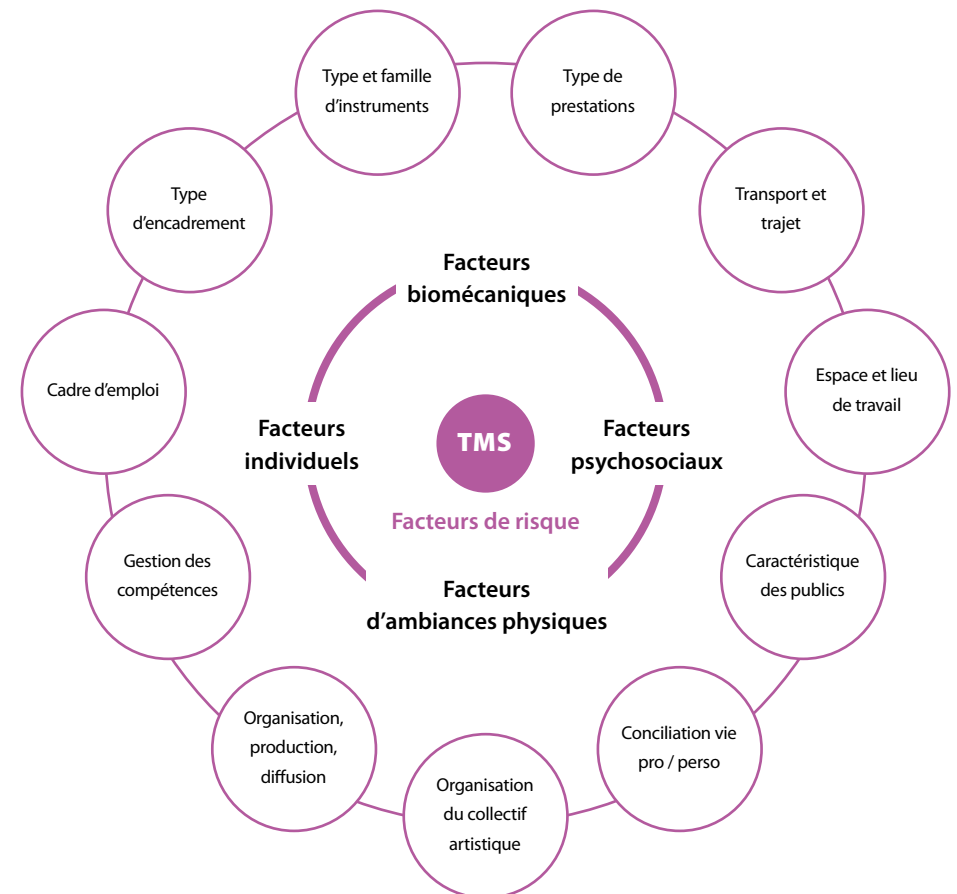 Type et famille
d'instruments
Type de
prestations
Type
d'encadrement
Transport et
trajet
Facteurs
biomécaniques
Cadre d'emploi
Espace et lieu
de travail
Facteurs
individuels
TMS
Facteurs
psychosociaux
Facteurs de risque
Gestion des
compétences
Caractéristique
des publics
Facteurs
d'ambiances physiques
Organisation,
production,
diffusion
Conciliation vie
pro / perso
Organisation
du collectif
artistique